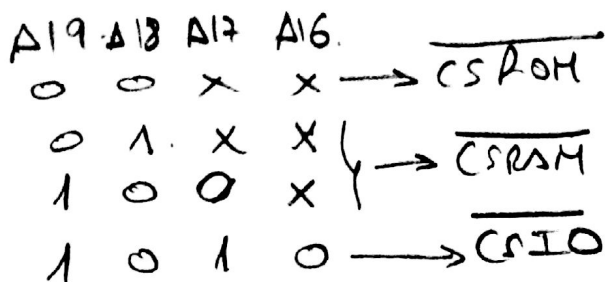 A19 A18 A17 A16.
0 0 x x → CSROM
0 1. x x
} → CSRAM
1 0 0 x
1 0 1 0 → CSIO